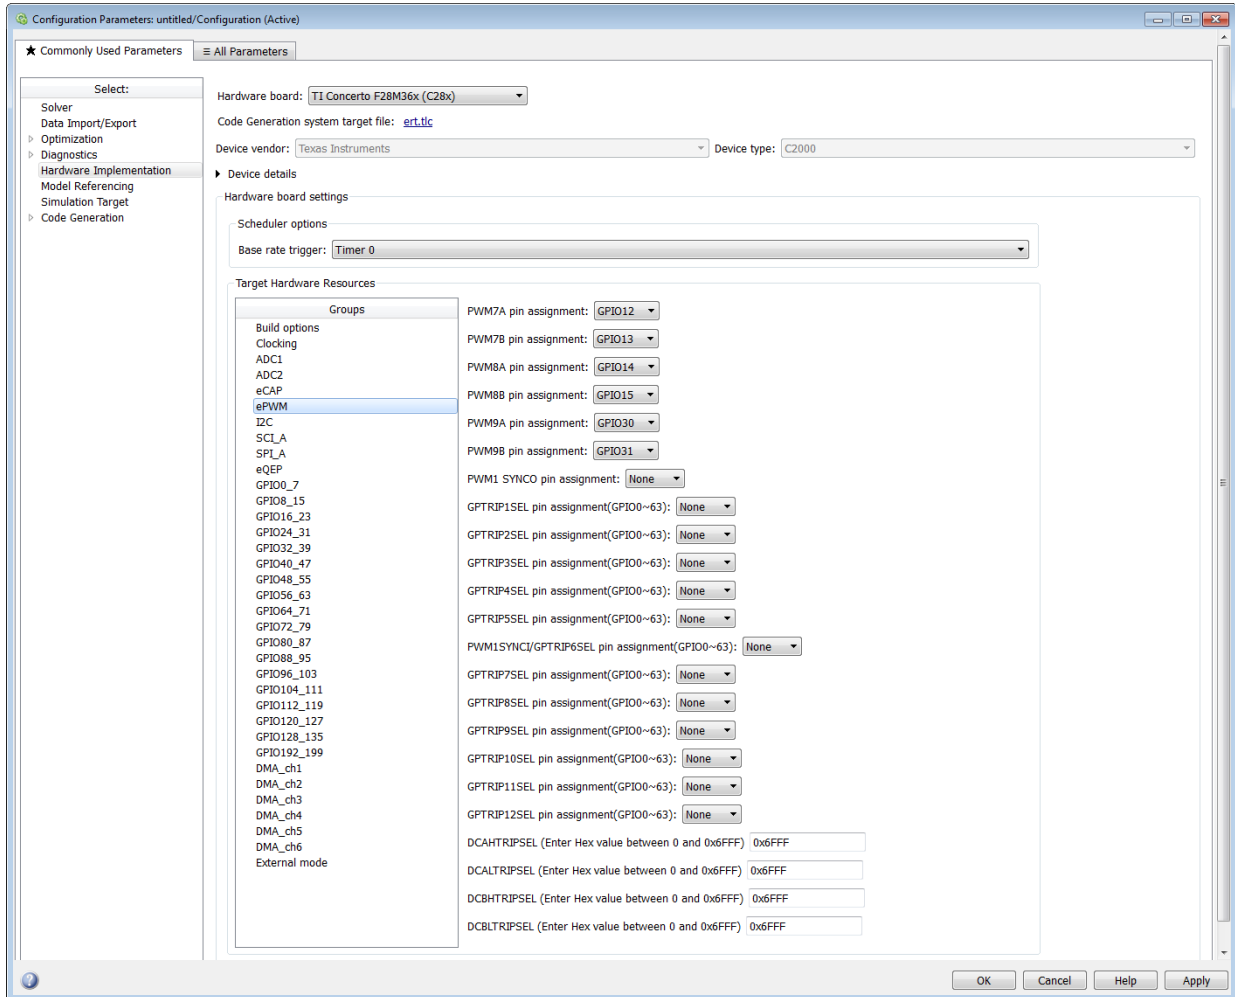 Configuration Parameters: untitled/Configuration (Active)
★ Commonly Used Parameters
≡ All Parameters
Select:
Solver
Data Import/Export
Optimization
Diagnostics
Hardware Implementation
Model Referencing
Simulation Target
Code Generation
Hardware board: TI Concerto F28M36x (C28x)
Code Generation system target file: ert.tlc
Device vendor: Texas Instruments
Device type: C2000
Device details
Hardware board settings
Scheduler options
Base rate trigger: Timer 0
Target Hardware Resources
Groups
Build options
Clocking
ADC1
ADC2
eCAP
ePWM
I2C
SCI_A
SPI_A
eQEP
GPIO0_7
GPIO8_15
GPIO16_23
GPIO24_31
GPIO32_39
GPIO40_47
GPIO48_55
GPIO56_63
GPIO64_71
GPIO72_79
GPIO80_87
GPIO88_95
GPIO96_103
GPIO104_111
GPIO112_119
GPIO120_127
GPIO128_135
GPIO192_199
DMA_ch1
DMA_ch2
DMA_ch3
DMA_ch4
DMA_ch5
DMA_ch6
External mode
PWM7A pin assignment: GPIO12
PWM7B pin assignment: GPIO13
PWM8A pin assignment: GPIO14
PWM8B pin assignment: GPIO15
PWM9A pin assignment: GPIO30
PWM9B pin assignment: GPIO31
PWM1 SYNCO pin assignment: None
GPTRIP1SEL pin assignment(GPIO0~63): None
GPTRIP2SEL pin assignment(GPIO0~63): None
GPTRIP3SEL pin assignment(GPIO0~63): None
GPTRIP4SEL pin assignment(GPIO0~63): None
GPTRIP5SEL pin assignment(GPIO0~63): None
PWM1SYNCI/GPTRIP6SEL pin assignment(GPIO0~63): None
GPTRIP7SEL pin assignment(GPIO0~63): None
GPTRIP8SEL pin assignment(GPIO0~63): None
GPTRIP9SEL pin assignment(GPIO0~63): None
GPTRIP10SEL pin assignment(GPIO0~63): None
GPTRIP11SEL pin assignment(GPIO0~63): None
GPTRIP12SEL pin assignment(GPIO0~63): None
DCAHTRIPSEL (Enter Hex value between 0 and 0x6FFF) 0x6FFF
DCALTRIPSEL (Enter Hex value between 0 and 0x6FFF) 0x6FFF
DCBHTRIPSEL (Enter Hex value between 0 and 0x6FFF) 0x6FFF
DCBLTRIPSEL (Enter Hex value between 0 and 0x6FFF) 0x6FFF
OK
Cancel
Help
Apply